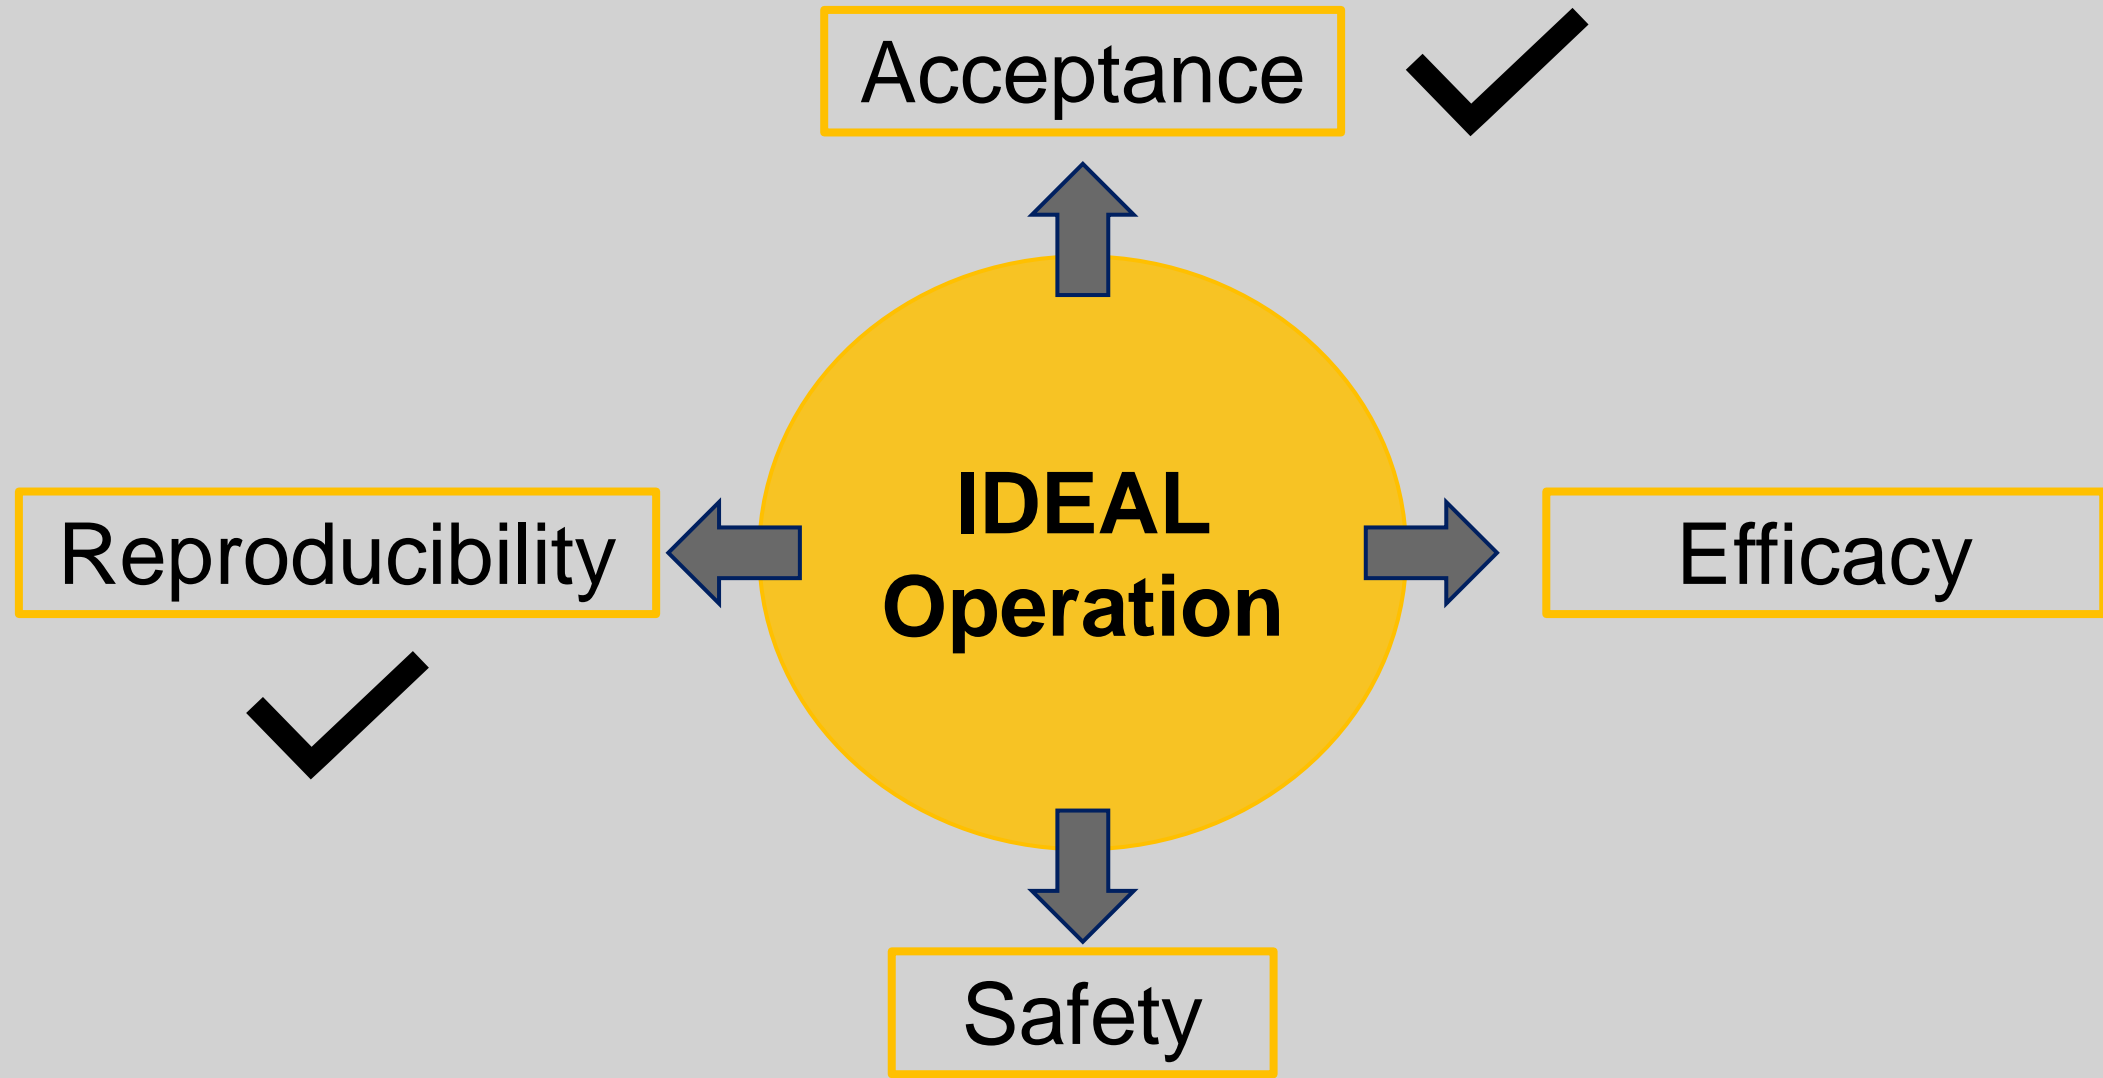 Acceptance
IDEAL
Operation
Reproducibility
Efficacy
Safety